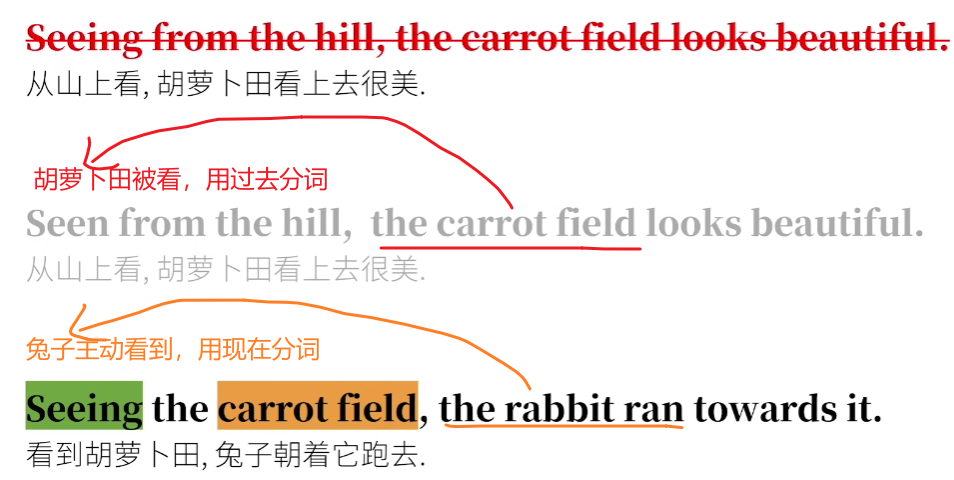 Seeing from the hill, the carrot field looks beautiful.
从山上看, 胡萝卜田看上去很美.
胡萝卜田被看，用过去分词
Seen from the hill, the carrot field looks beautiful.
从山上看, 胡萝卜田看上去很美.
兔子主动看到，用现在分词
Seeing the carrot field, the rabbit ran towards it.
看到胡萝卜田, 兔子朝着它跑去.